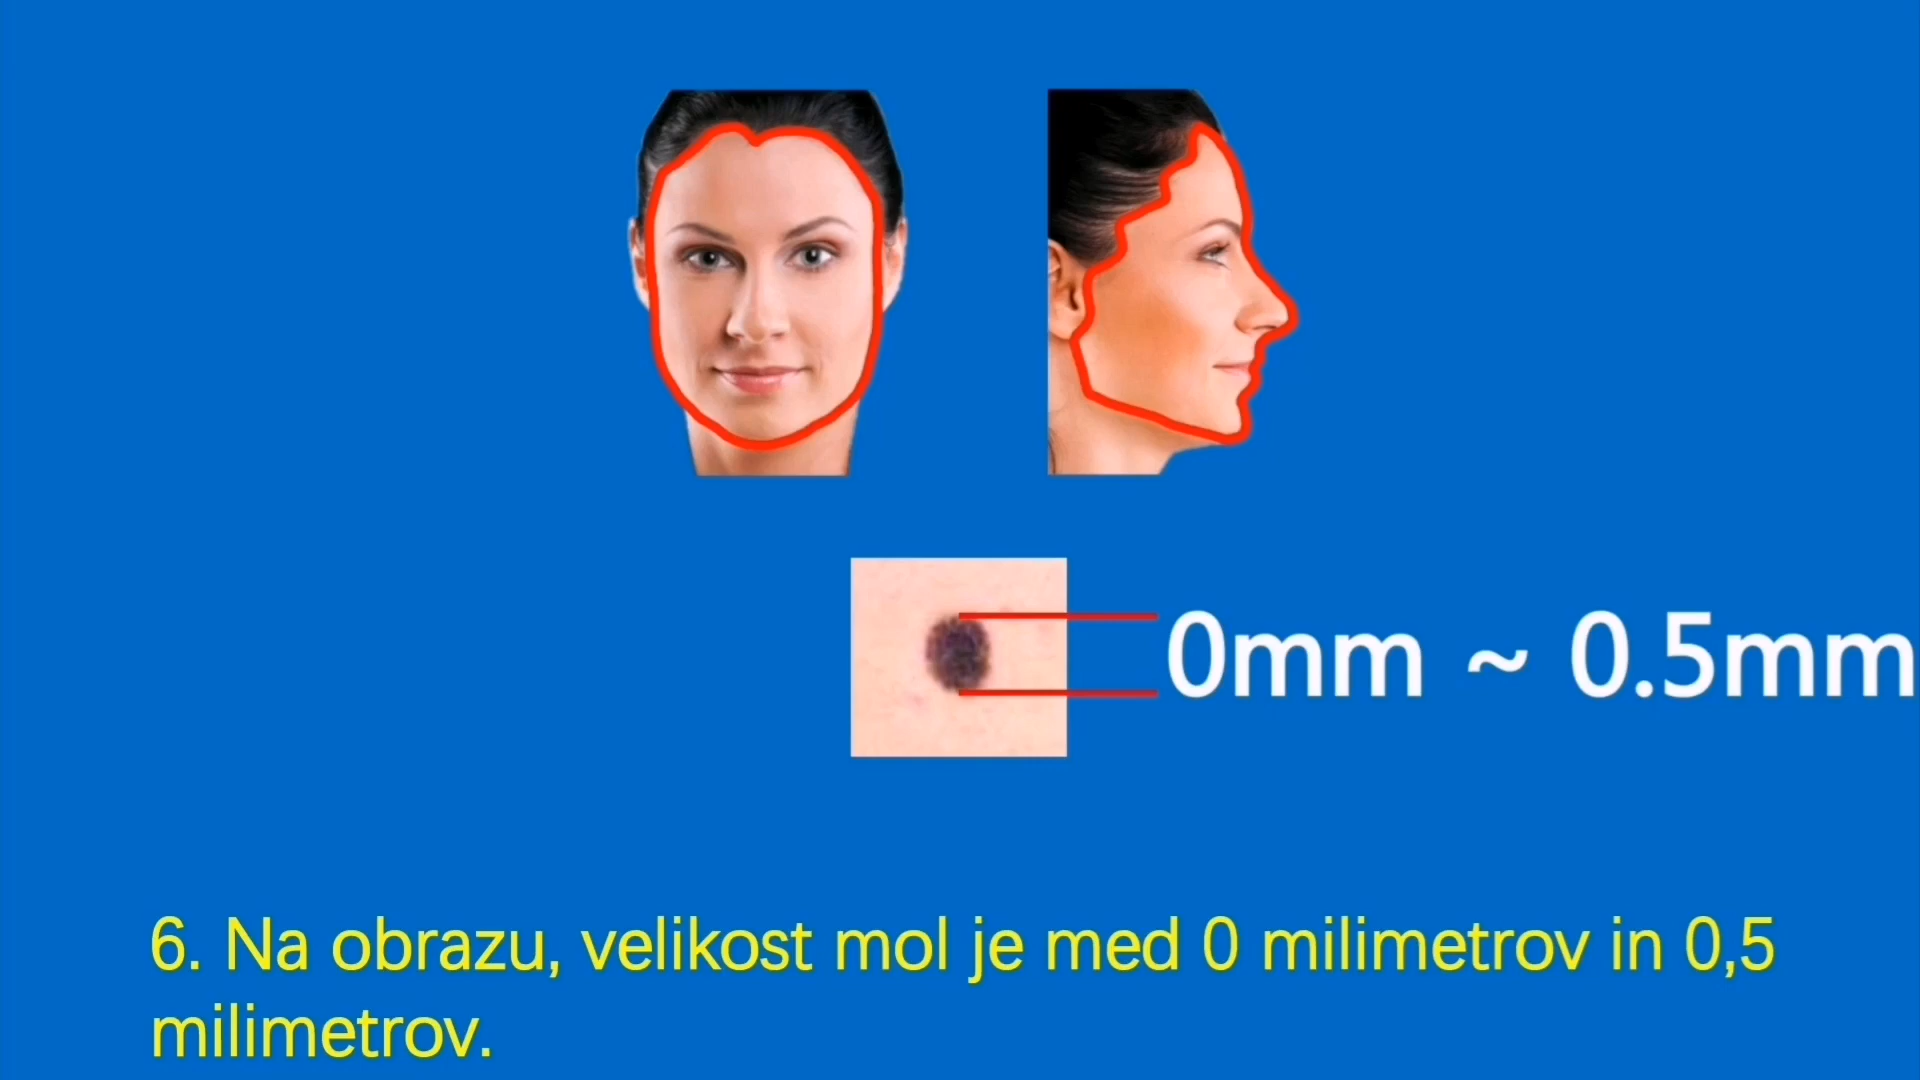 0mm ~ 0.5mm
6. Na obrazu, velikost mol je med 0 milimetrov in 0,5
milimetrov.